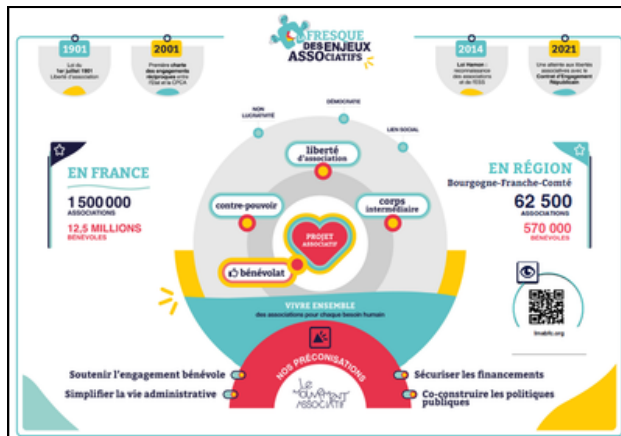 LA FRESQUE
DES ENJEUX
ASSOCIATIFS
1901
Loi du
1er juillet 1901
Liberté d'association
2001
Première charte
des engagements
réciproques entre
l'État et la CPCA
2014
Loi Hamon :
reconnaissance
des associations
et de l'ESS
2021
Une atteinte aux libertés
associatives avec le
Contrat d'Engagement
Républicain
NON
LUCRATIVITÉ
DÉMOCRATIE
LIEN SOCIAL
liberté
d'association
contre-pouvoir
corps
intermédiaire
PROJET
ASSOCIATIF
bénévolat
EN FRANCE
1 500 000
ASSOCIATIONS
12,5 MILLIONS
BÉNÉVOLES
EN RÉGION
Bourgogne-Franche-Comté
62 500
ASSOCIATIONS
570 000
BÉNÉVOLES
lmabfc.org
VIVRE ENSEMBLE
des associations pour chaque besoin humain
NOS PRÉCONISATIONS
Soutenir l'engagement bénévole
Simplifier la vie administrative
Sécuriser les financements
Co-construire les politiques
publiques
Le
MOUVEMENT
ASSOCIATIF